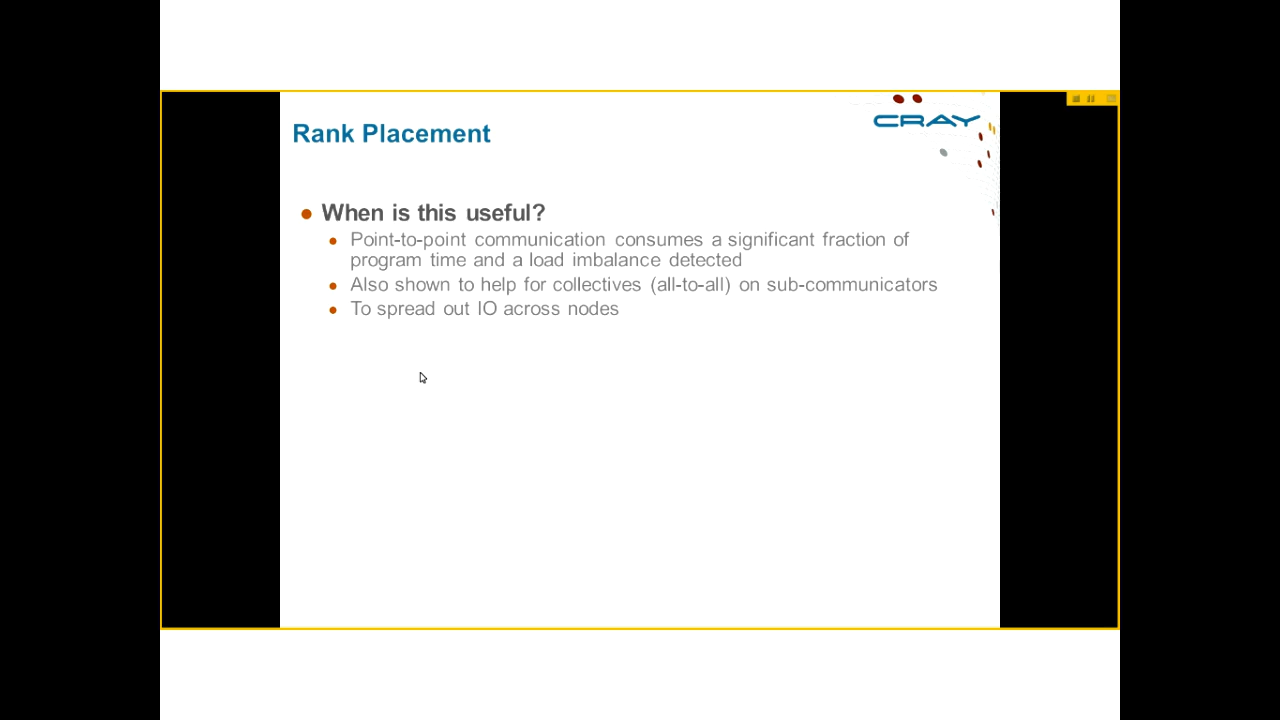 CRAY
Rank Placement
When is this useful?
Point-to-point communication consumes a significant fraction of
program time and a load imbalance detected
Also shown to help for collectives (all-to-all) on sub-communicators
To spread out IO across nodes